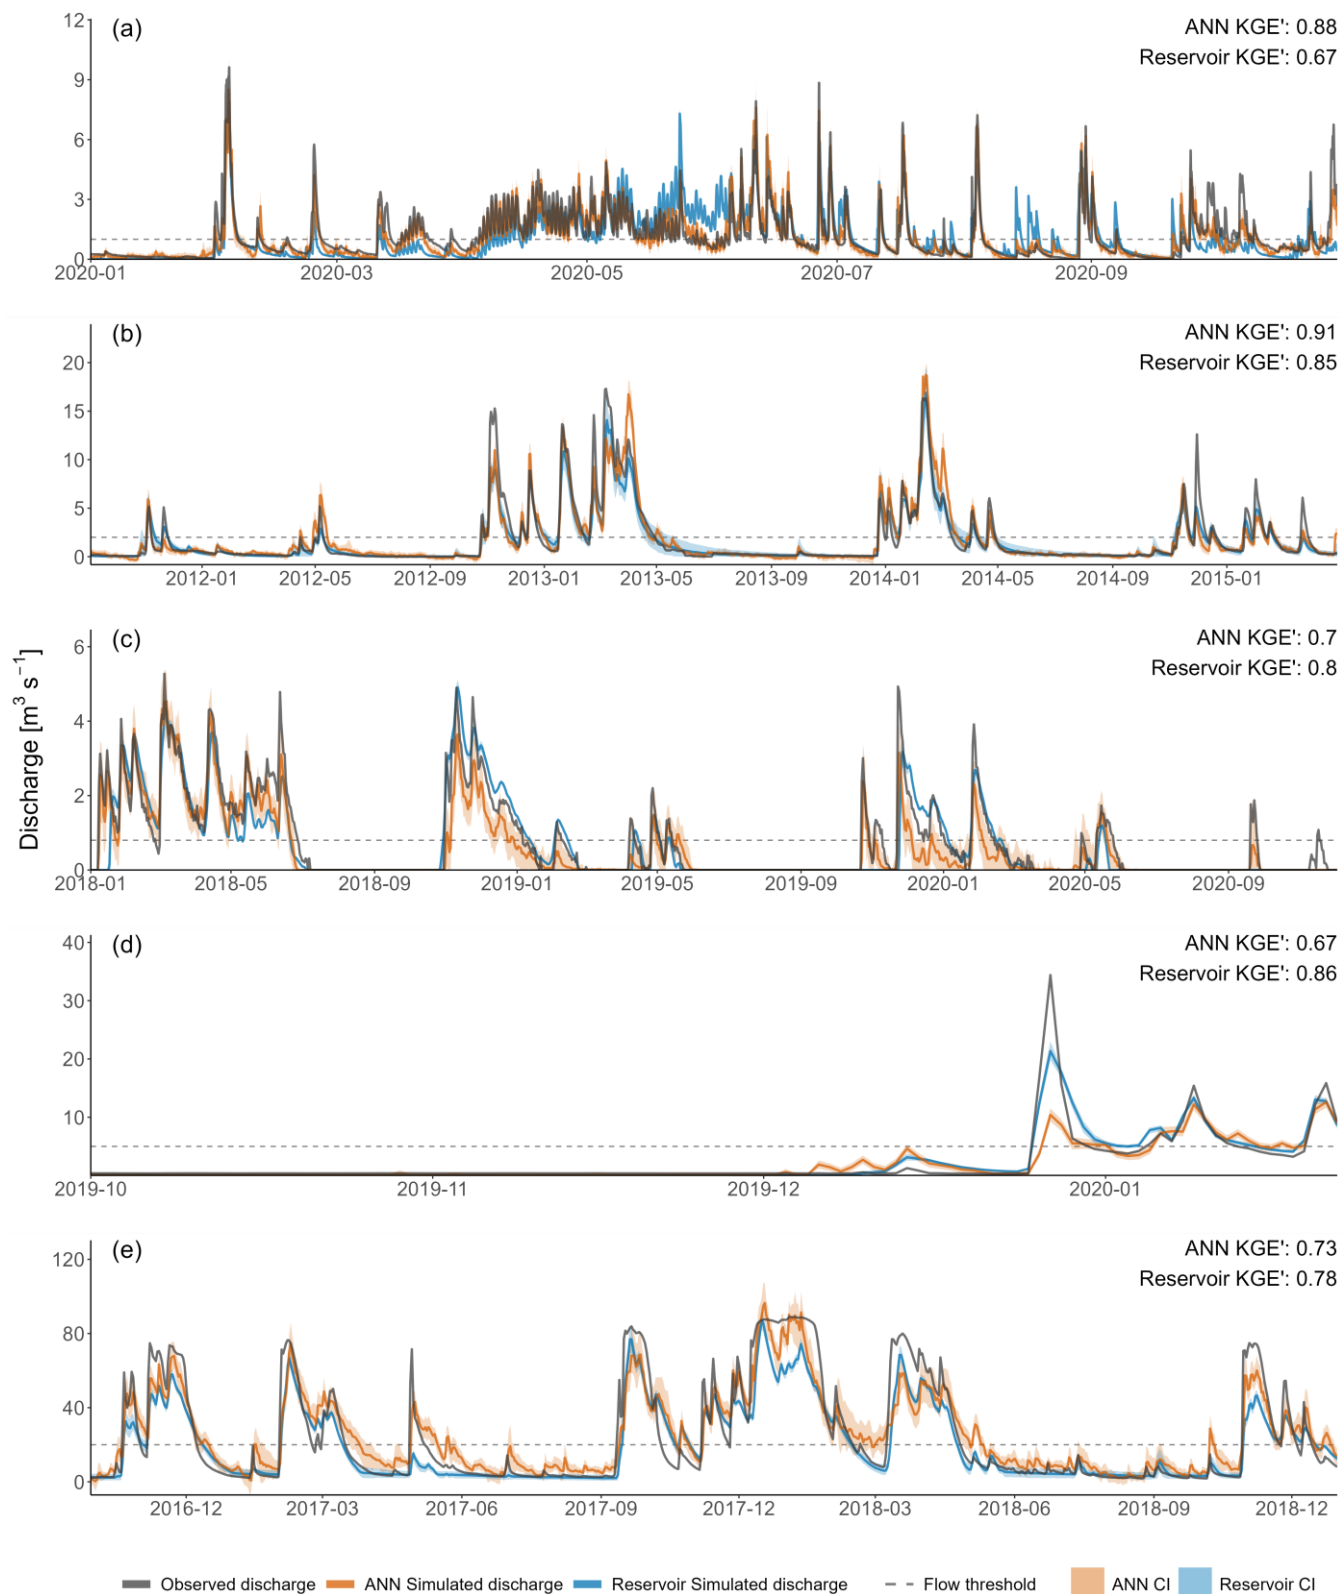 (a)
ANN KGE': 0.88
Reservoir KGE': 0.67
12
9
6
3
0
2020-01 2020-03 2020-05 2020-07 2020-09
(b)
ANN KGE': 0.91
Reservoir KGE': 0.85
20
15
10
5
0
2012-01 2012-05 2012-09 2013-01 2013-05 2013-09 2014-01 2014-05 2014-09 2015-01
Discharge [m³ s⁻¹]
(c)
ANN KGE': 0.7
Reservoir KGE': 0.8
6
4
2
0
2018-01 2018-05 2018-09 2019-01 2019-05 2019-09 2020-01 2020-05 2020-09
(d)
ANN KGE': 0.67
Reservoir KGE': 0.86
40
30
20
10
2019-10 2019-11 2019-12 2020-01
(e)
ANN KGE': 0.73
Reservoir KGE': 0.78
120
80
40
0
2016-12 2017-03 2017-06 2017-09 2017-12 2018-03 2018-06 2018-09 2018-12
Observed discharge ANN Simulated discharge Reservoir Simulated discharge Flow threshold ANN CI Reservoir CI